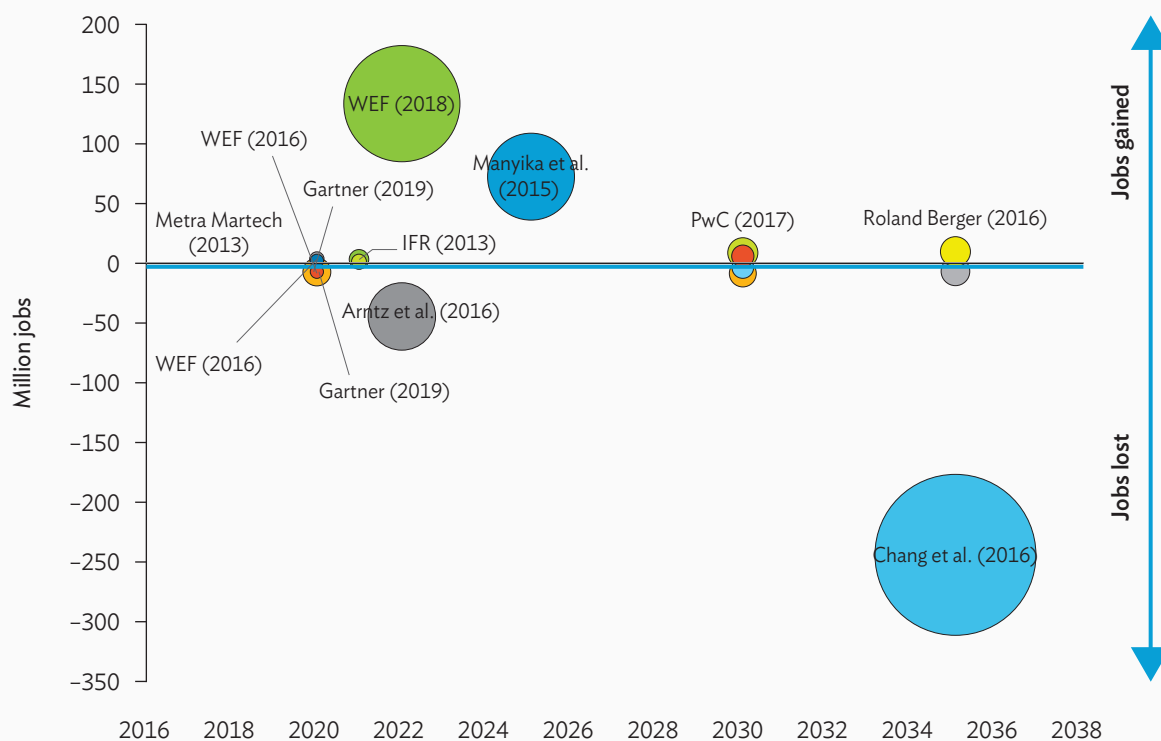 200
150
100
50
0
−50
−100
−150
−200
−250
−300
−350
Million jobs
2016 2018 2020 2022 2024 2026 2028 2030 2032 2034 2036 2038
WEF (2018)
WEF (2016)
Manyika et al.
(2015)
Gartner (2019)
Metra Martech
(2013)
IFR (2013)
PwC (2017)
Roland Berger (2016)
Arntz et al. (2016)
WEF (2016)
Gartner (2019)
Chang et al. (2016)
Jobs gained
Jobs lost